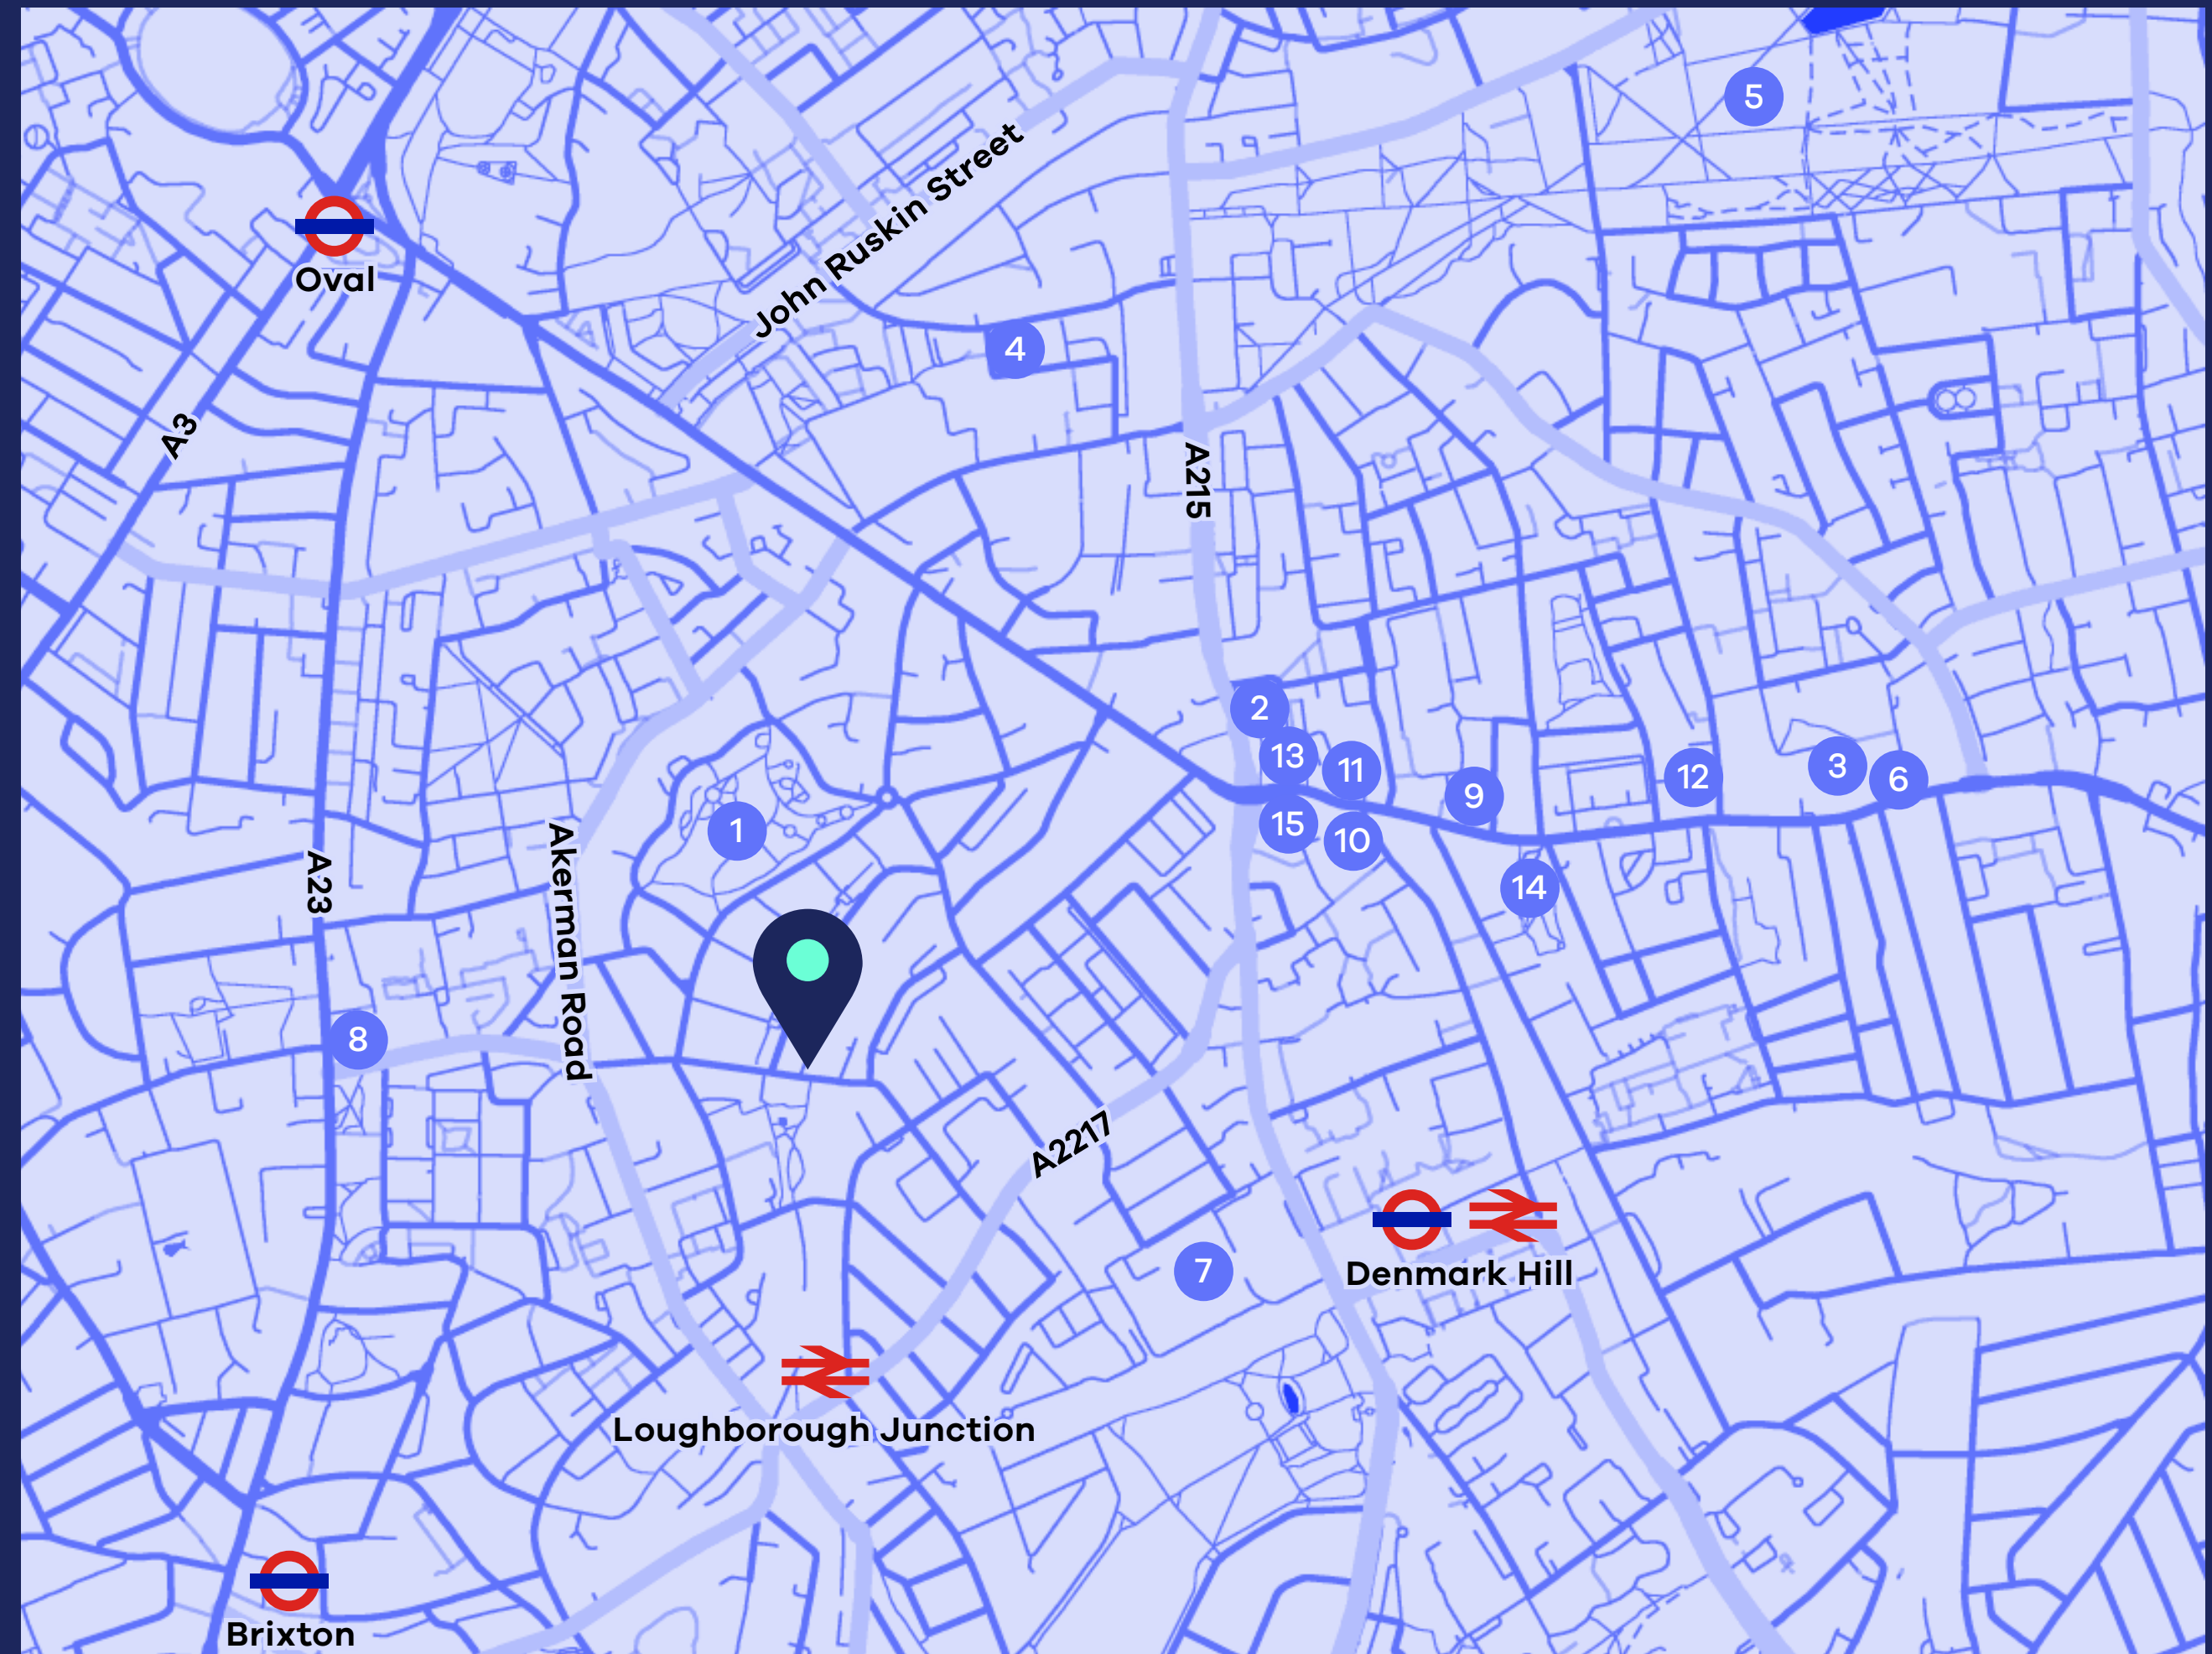 5
John Ruskin Street
Oval
4
A3
A215
2
13
11
3
12
6
9
1
15
10
A23
Akerman Road
14
8
A2217
7
Denmark Hill
Loughborough Junction
Brixton